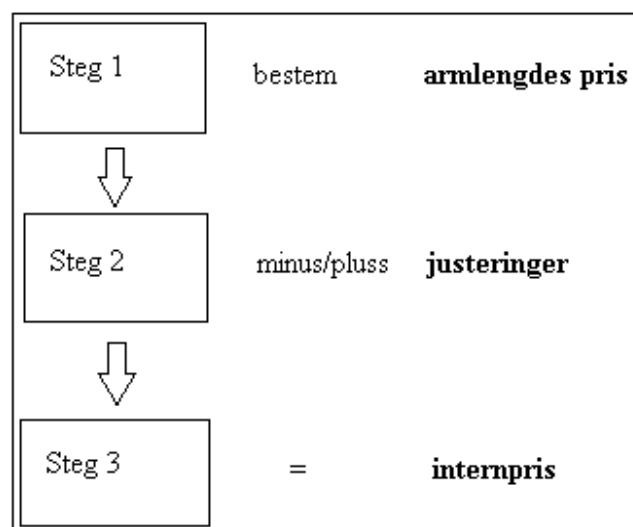 Steg 1 bestem armlengdes pris
Steg 2 minus/pluss justeringer
Steg 3 = internpris